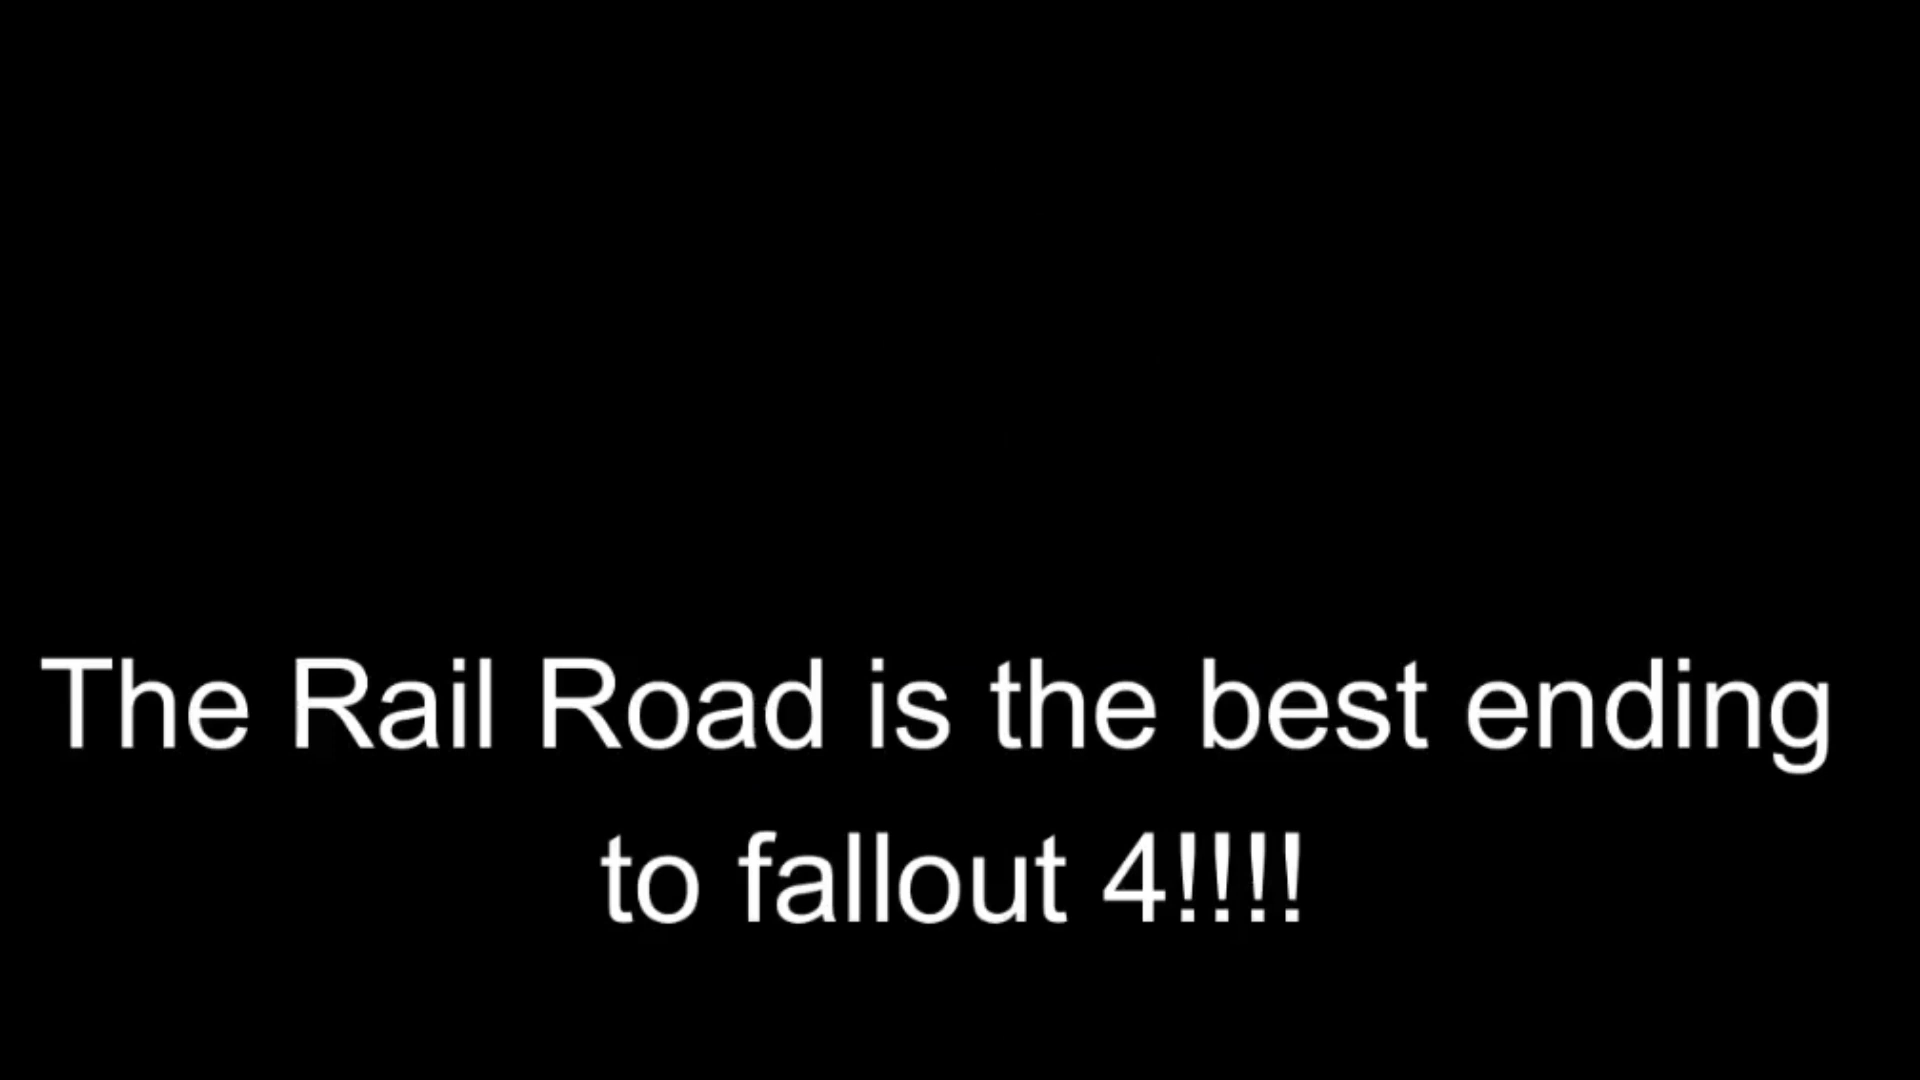 The Rail Road is the best ending
to fallout 4!!!!